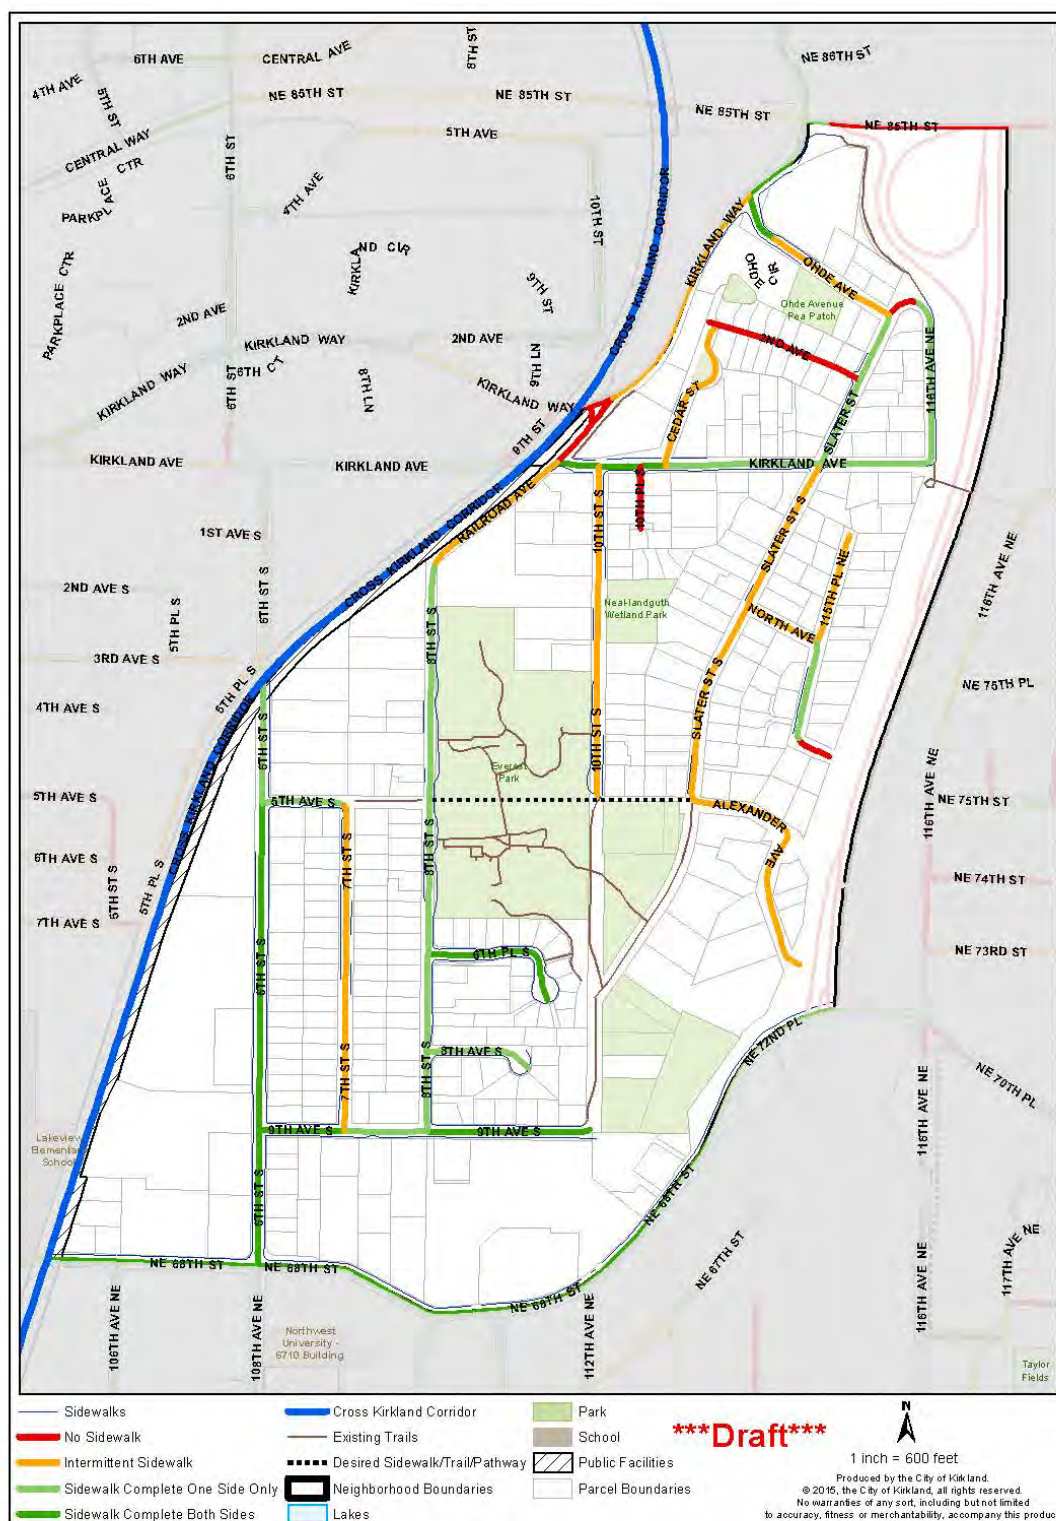 6TH AVE
CENTRAL AVE
8TH ST
NE 86TH ST
4TH AVE
5TH ST
NE 85TH ST
NE 85TH ST
NE 85TH ST
NE 85TH ST
CENTRAL WAY
6TH ST
5TH AVE
PARKPLACE CTR
PARKPLACE CTR
4TH AVE
10TH ST
CROSS KIRKLAND CORRIDOR
KIRKLAND WAY
OHDE AVE
Ohde Avenue
Pea Patch
9TH ST
2ND AVE
KIRKLAND WAY
2ND AVE
2ND AVE
6TH CT
6TH ST
8TH LN
9TH LN
KIRKLAND WAY
KIRKLAND WAY
CROSS KIRKLAND CORRIDOR
CEDAR ST
SLATER ST
116TH AVE NE
9TH ST
KIRKLAND AVE
KIRKLAND AVE
KIRKLAND AVE
RAILROAD AVE
10TH ST S
10TH PL S
SLATER ST S
1ST AVE S
CROSS KIRKLAND CORRIDOR
2ND AVE S
5TH PL S
6TH ST S
3RD AVE S
8TH ST S
Neal-landguth
Wetland Park
NORTH AVE
115TH PL NE
116TH AVE NE
NE 75TH PL
4TH AVE S
5TH PL S
CROSS KIRKLAND CORRIDOR
6TH ST S
Everest
Park
10TH ST S
SLATER ST S
5TH AVE S
5TH AVE S
ALEXANDER
AVE
116TH AVE NE
NE 75TH ST
6TH AVE S
5TH ST S
5TH PL S
7TH ST S
8TH ST S
NE 74TH ST
7TH AVE S
6TH ST S
6TH PL S
NE 73RD ST
8TH AVE S
8TH ST S
7TH ST S
NE 72ND PL
NE 70TH PL
116TH AVE NE
9TH AVE S
9TH AVE S
Lakeview
Elementary
School
6TH ST S
NE 68TH ST
NE 68TH ST
NE 68TH ST
NE 68TH ST
NE 67TH ST
116TH AVE NE
117TH AVE NE
106TH AVE NE
108TH AVE NE
112TH AVE NE
Northwest
University -
6710 Building
Taylor
Fields
Sidewalks
No Sidewalk
Intermittent Sidewalk
Sidewalk Complete One Side Only
Sidewalk Complete Both Sides
Cross Kirkland Corridor
Existing Trails
Desired Sidewalk/Trail/Pathway
Neighborhood Boundaries
Lakes
Park
School
Public Facilities
Parcel Boundaries
***Draft***
N
1 inch = 600 feet
Produced by the City of Kirkland.
© 2015, the City of Kirkland, all rights reserved.
No warranties of any sort, including but not limited
to accuracy, fitness or merchantability, accompany this produc